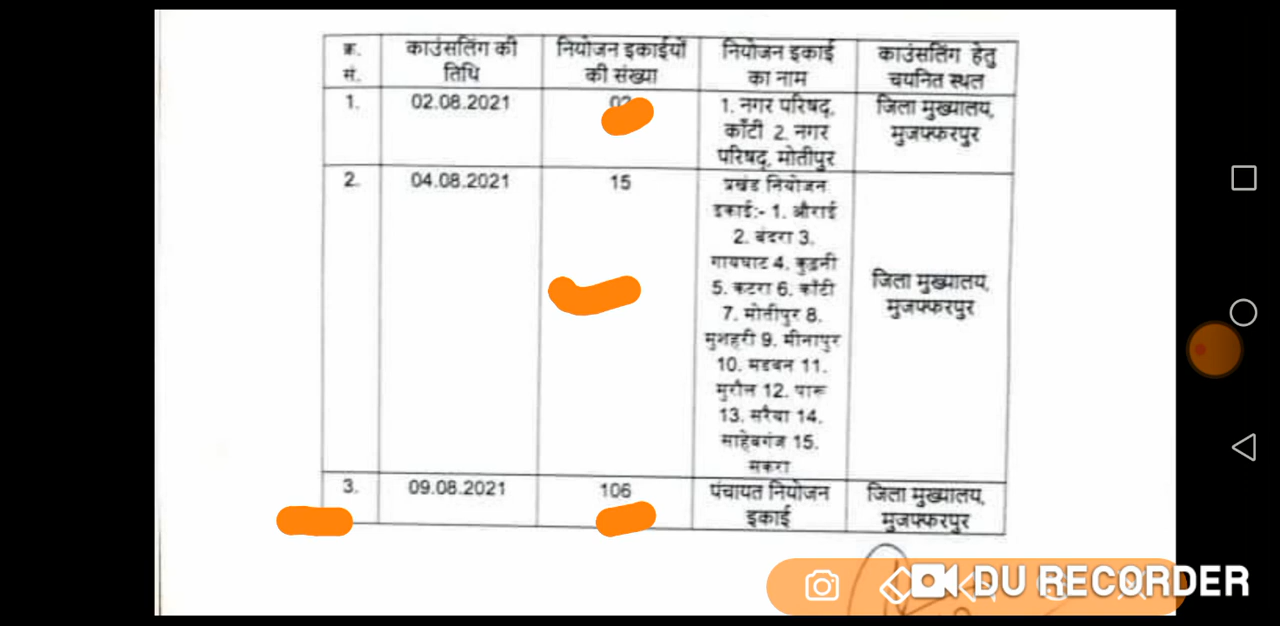 क्र. सं. काउंसलिंग की तिथि नियोजन इकाईयों की संख्या नियोजन इकाई का नाम काउंसलिंग हेतु चयनित स्थल
1. 02.08.2021 02 1. नगर परिषद्, काँटी 2. नगर परिषद्, मोतीपुर जिला मुख्यालय, मुजफ्फरपुर
2. 04.08.2021 15 प्रखंड नियोजन
इकाई:- 1. औराई
2. बंदरा 3.
गायघाट 4. कुढ़नी
5. कटरा 6. काँटी
7. मोतीपुर 8.
मुशहरी 9. मीनापुर
10. मड़वन 11.
मुरौल 12. पारू
13. सरैया 14.
साहेबगंज 15.
सकरा
जिला मुख्यालय,
मुजफ्फरपुर
3. 09.08.2021 106 पंचायत नियोजन इकाई जिला मुख्यालय, मुजफ्फरपुर
DU RECORDER